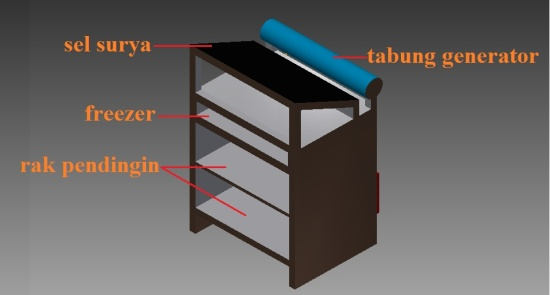 sel surya
tabung generator
freezer
rak pendingin